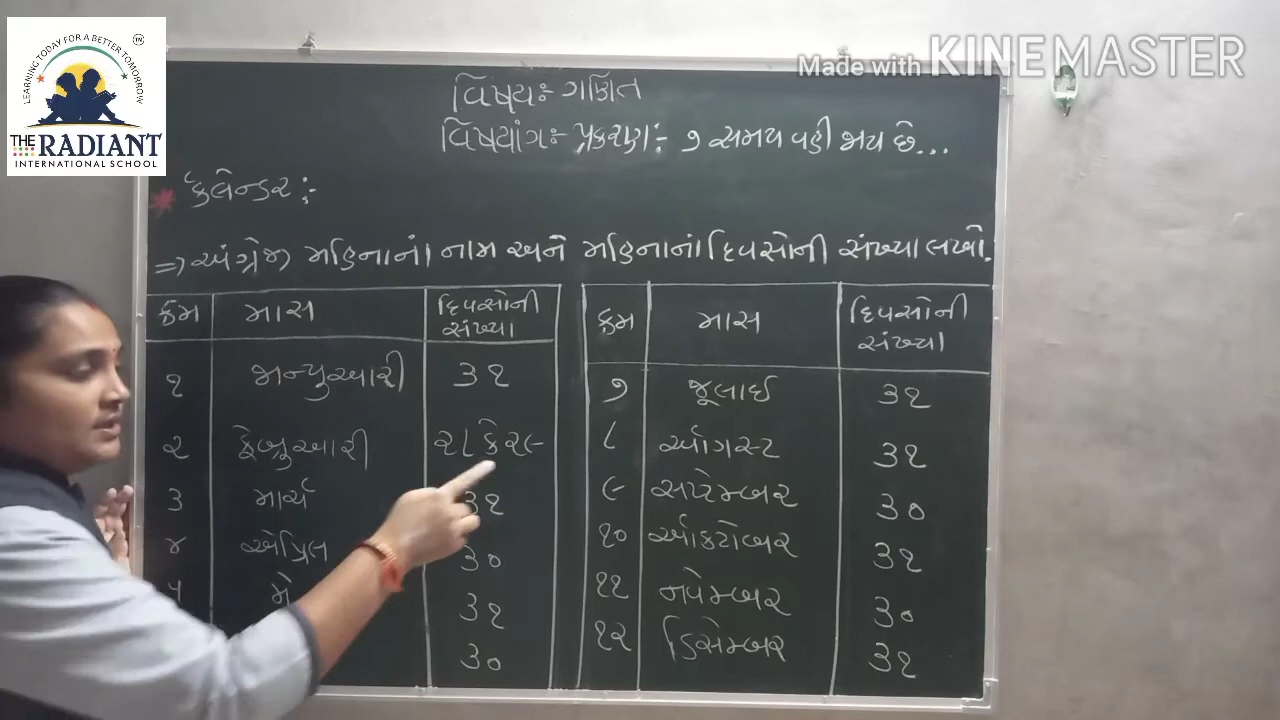 LEARNING TODAY FOR A BETTER TOMORROW
THE RADIANT
INTERNATIONAL SCHOOL
Made with KINEMASTER
વિષય:- ગણિત
વિષયાંગ:- પ્રકરણ:- ૭ સમય વહી જાય છે...
* કેલેન્ડર:-
=> અંગ્રેજી મહિનાનાં નામ અને મહિનાનાં દિવસોની સંખ્યા લખો.
ક્રમ માસ દિવસોની સંખ્યા
૧ જાન્યુઆરી ૩૧
૨ ફેબ્રુઆરી ૨૮ કે ૨૯
૩ માર્ચ ૩૧
૪ એપ્રિલ ૩૦
૫ મે ૩૧
૩૦
ક્રમ માસ દિવસોની સંખ્યા
૭ જૂલાઈ ૩૧
૮ ઑગસ્ટ ૩૧
૯ સપ્ટેમ્બર ૩૦
૧૦ ઑકટોબર ૩૧
૧૧ નવેમ્બર ૩૦
૧૨ ડિસેમ્બર ૩૧